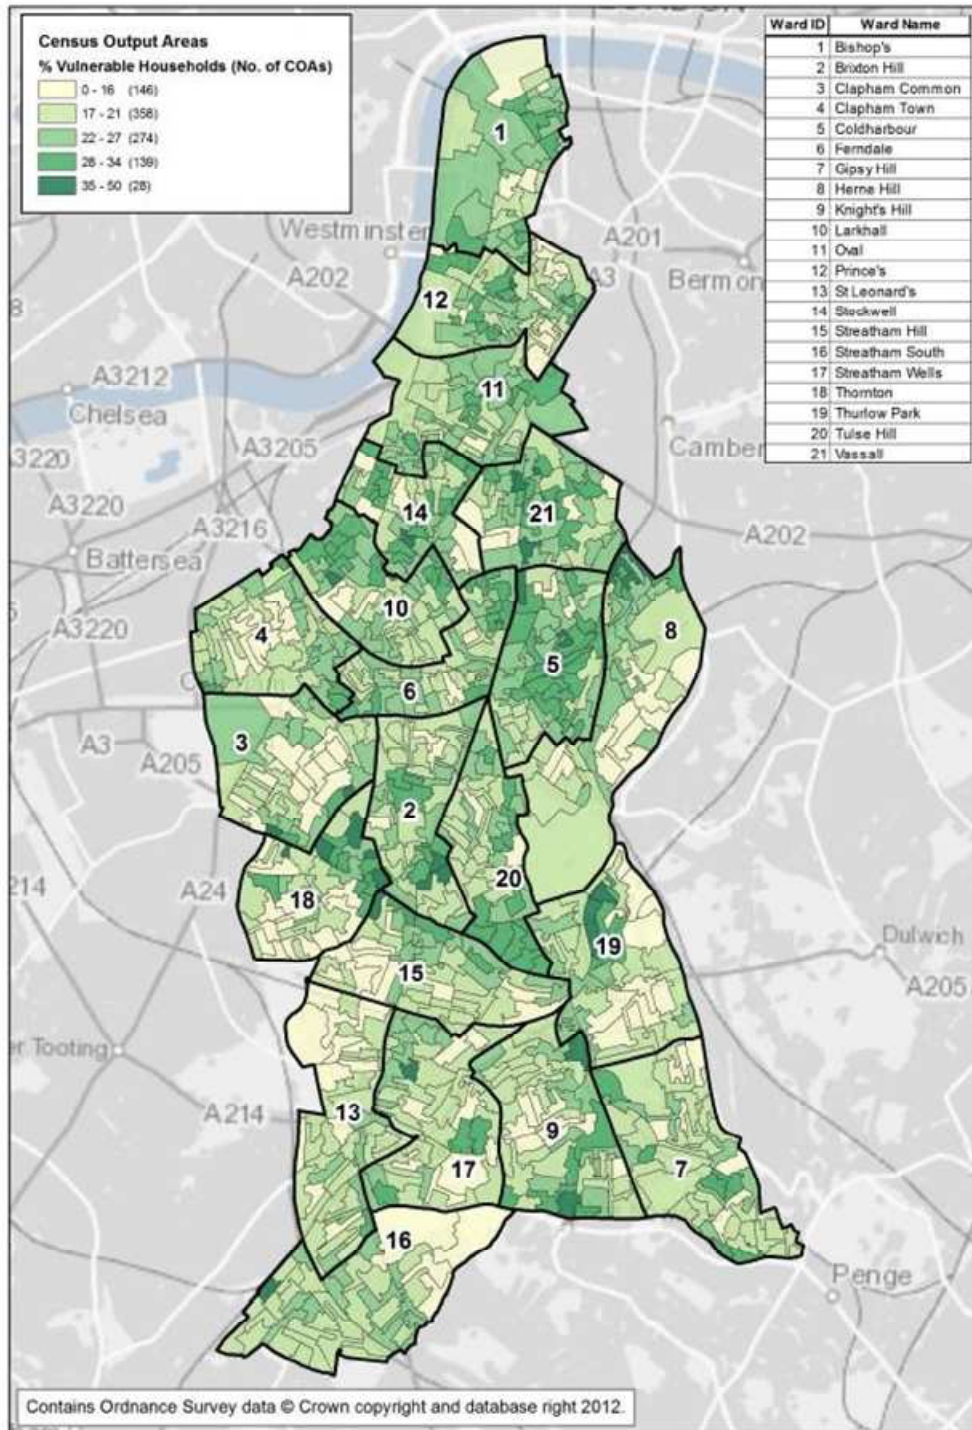 Census Output Areas
% Vulnerable Households (No. of COAs)
0 - 16 (146)
17 - 21 (358)
22 - 27 (274)
28 - 34 (139)
35 - 50 (28)
Ward ID Ward Name
1 Bishop's
2 Brixton Hill
3 Clapham Common
4 Clapham Town
5 Coldharbour
6 Ferndale
7 Gipsy Hill
8 Herne Hill
9 Knight's Hill
10 Larkhall
11 Oval
12 Prince's
13 St Leonard's
14 Stockwell
15 Streatham Hill
16 Streatham South
17 Streatham Wells
18 Thornton
19 Thurlow Park
20 Tulse Hill
21 Vassall
1
Westminster
A201
A202
A3
Bermon
12
A3212
11
Chelsea
A3205
Camber
3220
A3220
14
21
A3216
A202
Battersea
10
A3220
4
8
5
6
3
A3
A205
2
214
A24
18
20
19
Dulwich
15
A205
er Tooting
A214
13
9
17
7
16
Penge
Contains Ordnance Survey data © Crown copyright and database right 2012.